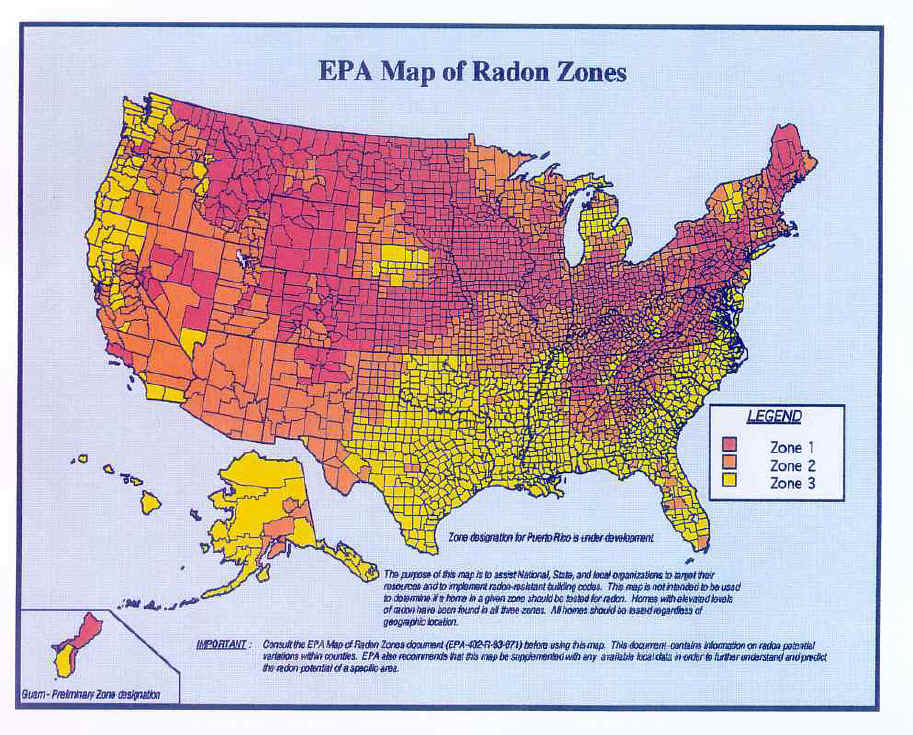 EPA Map of Radon Zones
LEGEND
Zone 1
Zone 2
Zone 3
Zone designation for Puerto Rico is under development.
The purpose of this map is to assist National, State, and local organizations to target their
resources and to implement radon-resistant building codes. This map is not intended to be used
to determine if a home in a given zone should be tested for radon. Homes with elevated levels
of radon have been found in all three zones. All homes should be tested regardless of
geographic location.
IMPORTANT: Consult the EPA Map of Radon Zones document (EPA-402-R-93-071) before using this map. This document contains information on radon potential
variations within counties. EPA also recommends that this map be supplemented with any available local data in order to further understand and predict
the radon potential of a specific area.
Guam - Preliminary Zone designation